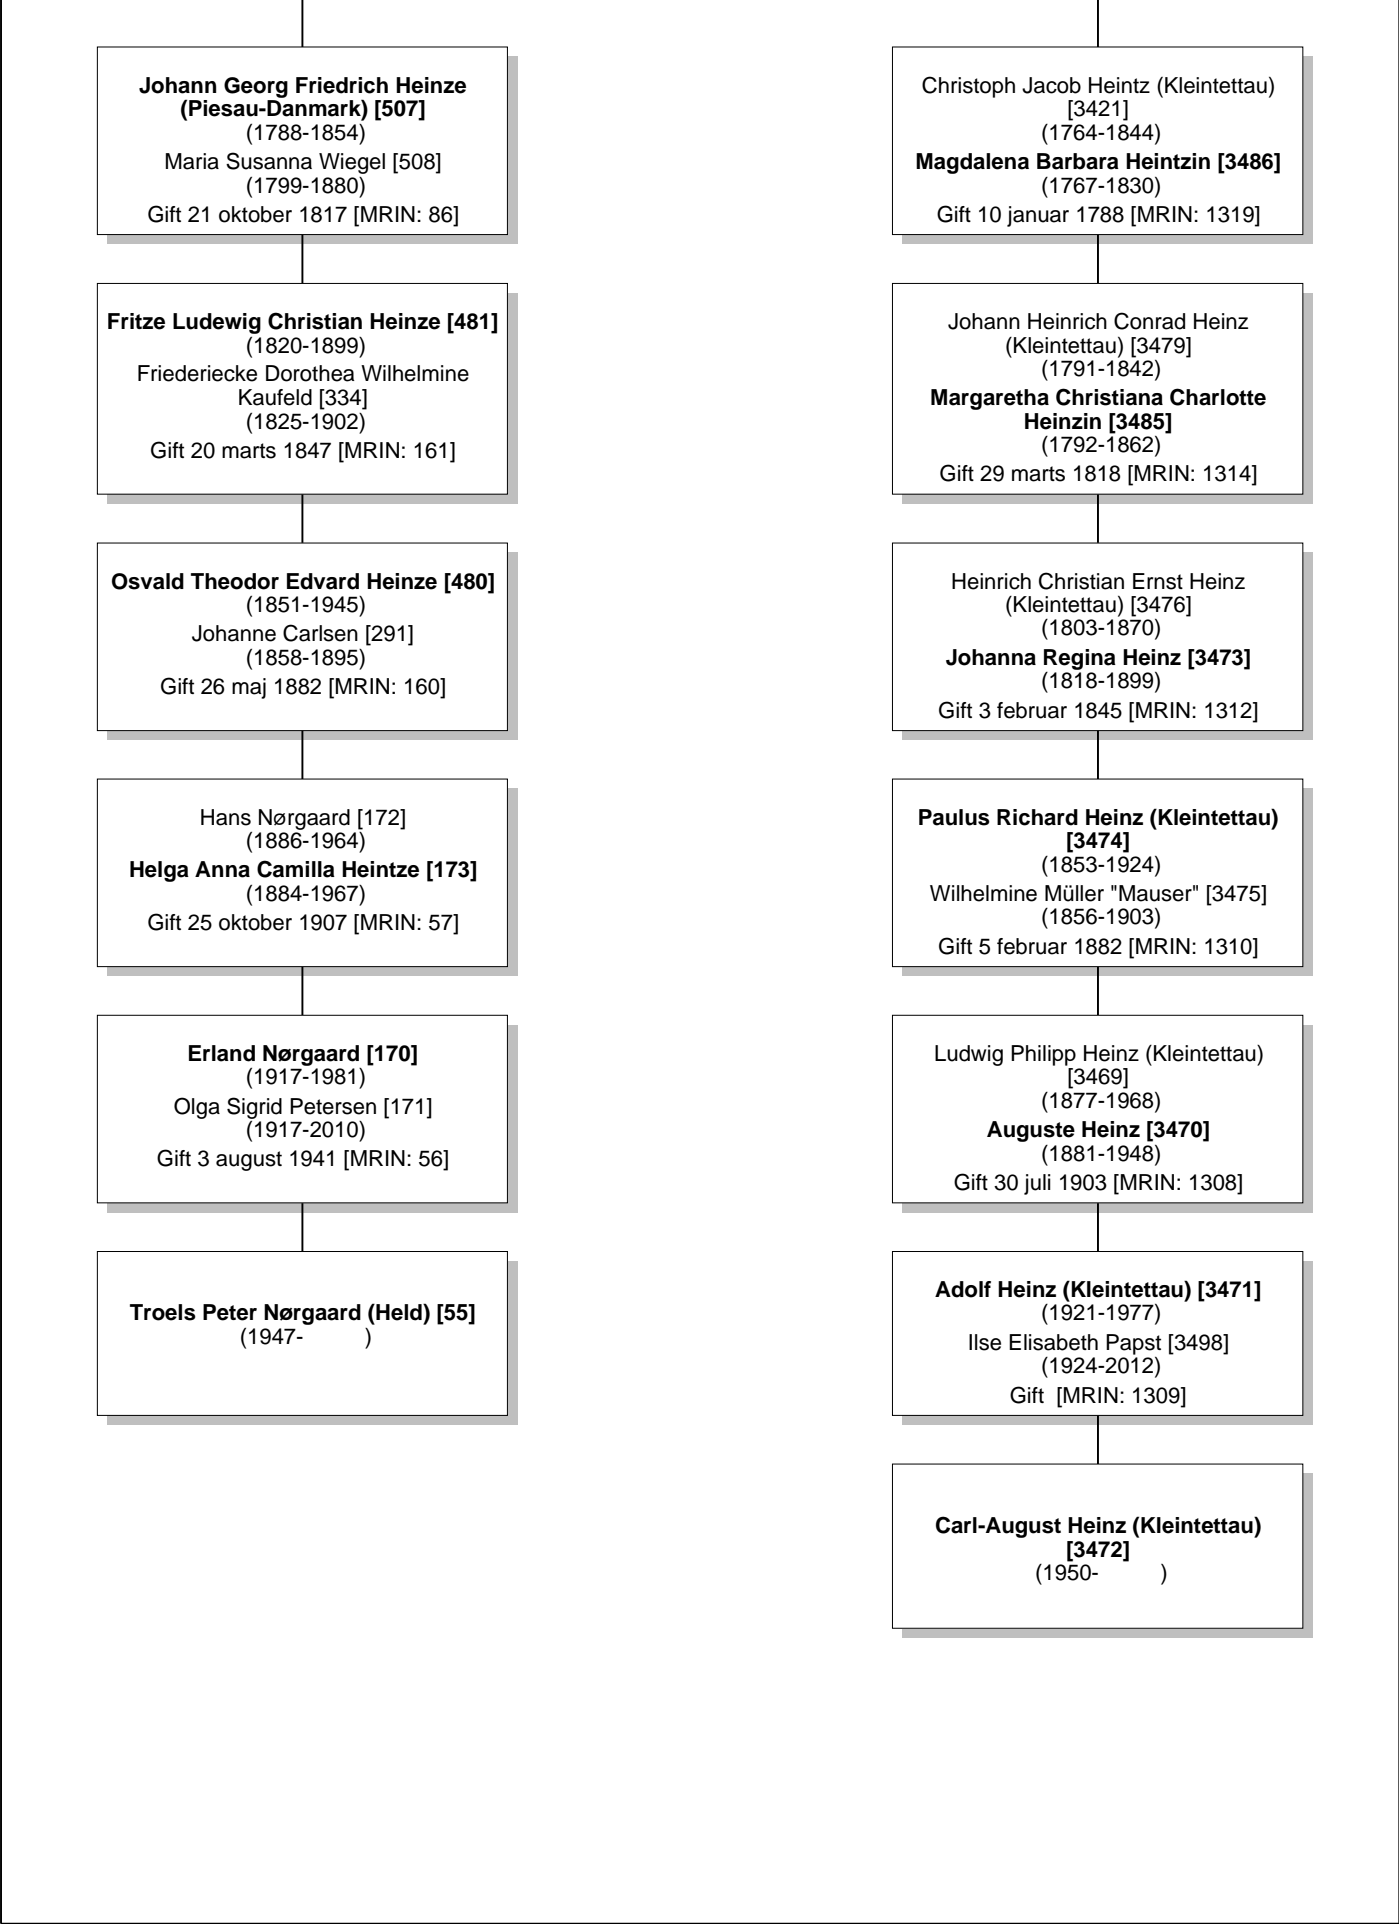 Johann Georg Friedrich Heinze
(Piesau-Danmark) [507]
(1788-1854)
Maria Susanna Wiegel [508]
(1799-1880)
Gift 21 oktober 1817 [MRIN: 86]
Fritze Ludewig Christian Heinze [481]
(1820-1899)
Friederiecke Dorothea Wilhelmine
Kaufeld [334]
(1825-1902)
Gift 20 marts 1847 [MRIN: 161]
Osvald Theodor Edvard Heinze [480]
(1851-1945)
Johanne Carlsen [291]
(1858-1895)
Gift 26 maj 1882 [MRIN: 160]
Hans Nørgaard [172]
(1886-1964)
Helga Anna Camilla Heintze [173]
(1884-1967)
Gift 25 oktober 1907 [MRIN: 57]
Erland Nørgaard [170]
(1917-1981)
Olga Sigrid Petersen [171]
(1917-2010)
Gift 3 august 1941 [MRIN: 56]
Troels Peter Nørgaard (Held) [55]
(1947- )
Christoph Jacob Heintz (Kleintettau)
[3421]
(1764-1844)
Magdalena Barbara Heintzin [3486]
(1767-1830)
Gift 10 januar 1788 [MRIN: 1319]
Johann Heinrich Conrad Heinz
(Kleintettau) [3479]
(1791-1842)
Margaretha Christiana Charlotte
Heinzin [3485]
(1792-1862)
Gift 29 marts 1818 [MRIN: 1314]
Heinrich Christian Ernst Heinz
(Kleintettau) [3476]
(1803-1870)
Johanna Regina Heinz [3473]
(1818-1899)
Gift 3 februar 1845 [MRIN: 1312]
Paulus Richard Heinz (Kleintettau)
[3474]
(1853-1924)
Wilhelmine Müller "Mauser" [3475]
(1856-1903)
Gift 5 februar 1882 [MRIN: 1310]
Ludwig Philipp Heinz (Kleintettau)
[3469]
(1877-1968)
Auguste Heinz [3470]
(1881-1948)
Gift 30 juli 1903 [MRIN: 1308]
Adolf Heinz (Kleintettau) [3471]
(1921-1977)
Ilse Elisabeth Papst [3498]
(1924-2012)
Gift [MRIN: 1309]
Carl-August Heinz (Kleintettau)
[3472]
(1950- )